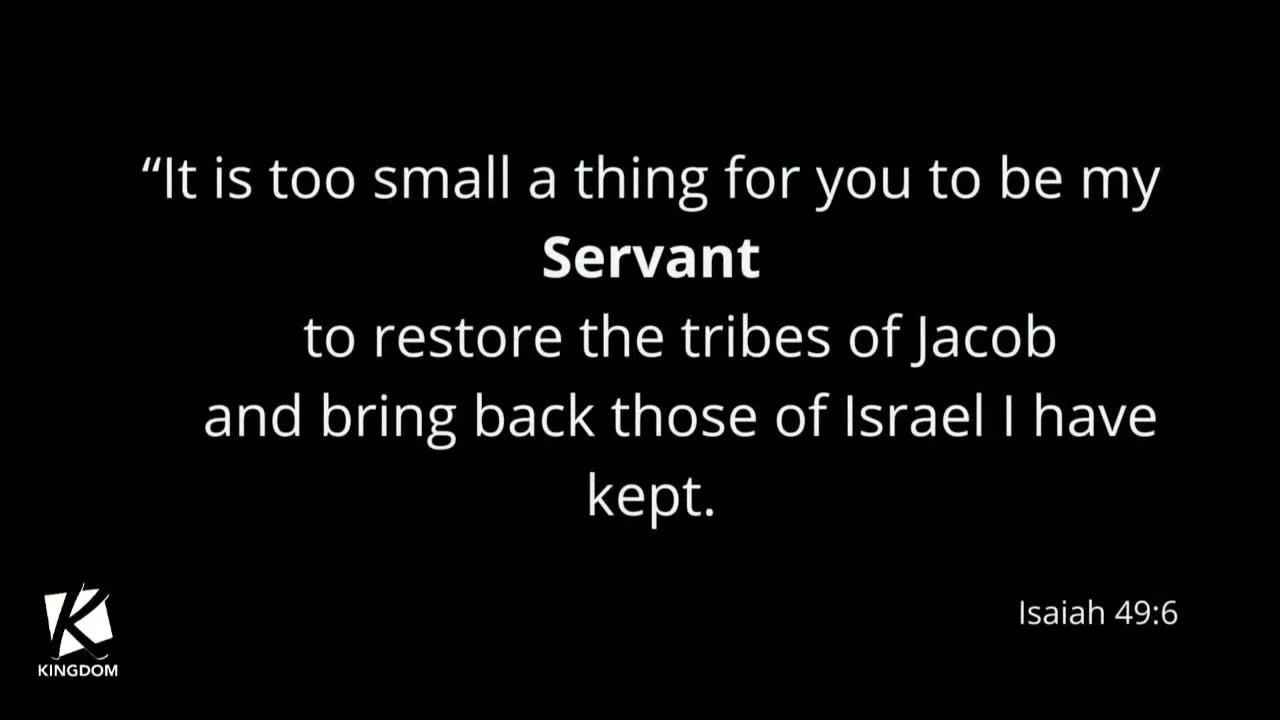 “It is too small a thing for you to be my
Servant
to restore the tribes of Jacob
and bring back those of Israel I have
kept.
Isaiah 49:6
K
KINGDOM